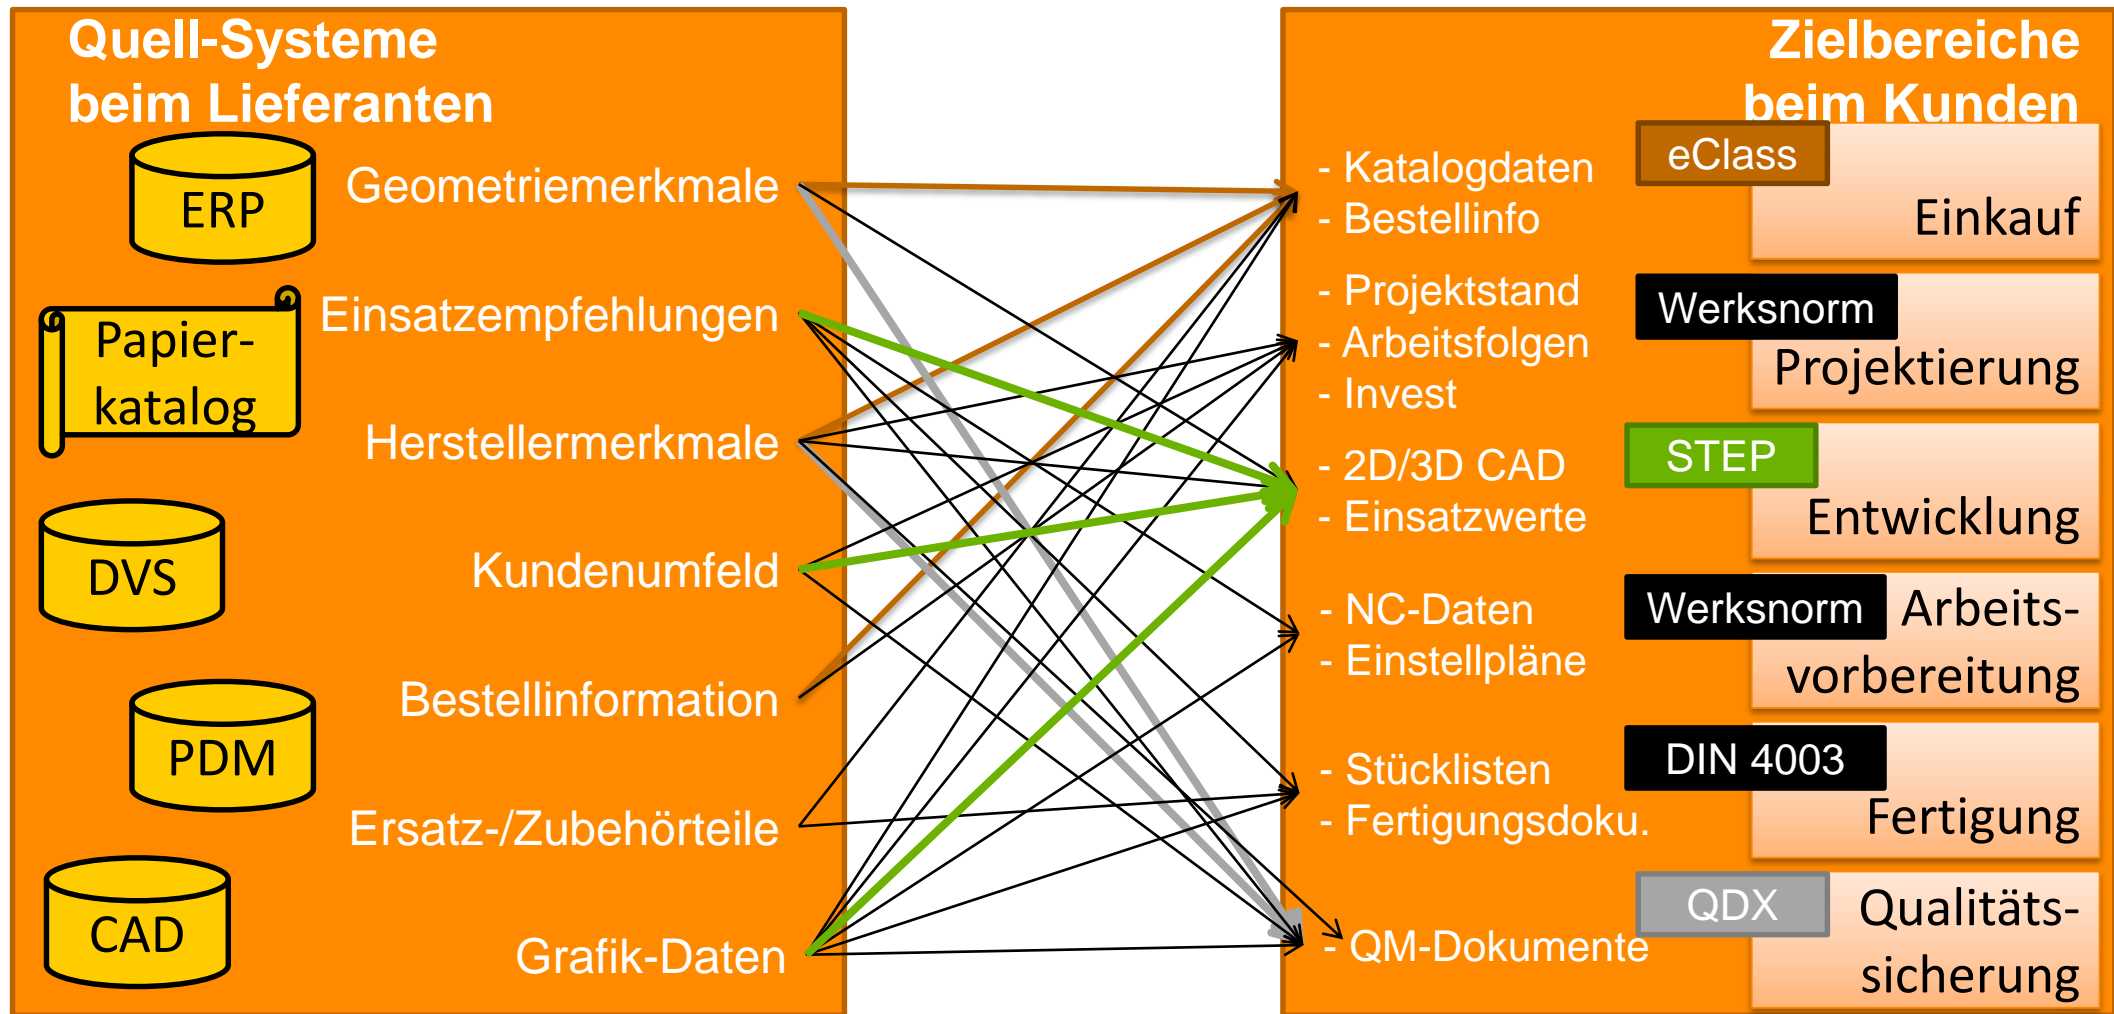 Quell-Systeme
beim Lieferanten
ERP
Papier-
katalog
DVS
PDM
CAD
Geometriemerkmale
Einsatzempfehlungen
Herstellermerkmale
Kundenumfeld
Bestellinformation
Ersatz-/Zubehörteile
Grafik-Daten
Zielbereiche
beim Kunden
- Katalogdaten
- Bestellinfo
eClass
Einkauf
- Projektstand
- Arbeitsfolgen
- Invest
Werksnorm
Projektierung
- 2D/3D CAD
- Einsatzwerte
STEP
Entwicklung
- NC-Daten
- Einstellpläne
Werksnorm
Arbeits-
vorbereitung
- Stücklisten
- Fertigungsdoku.
DIN 4003
Fertigung
- QM-Dokumente
QDX
Qualitäts-
sicherung